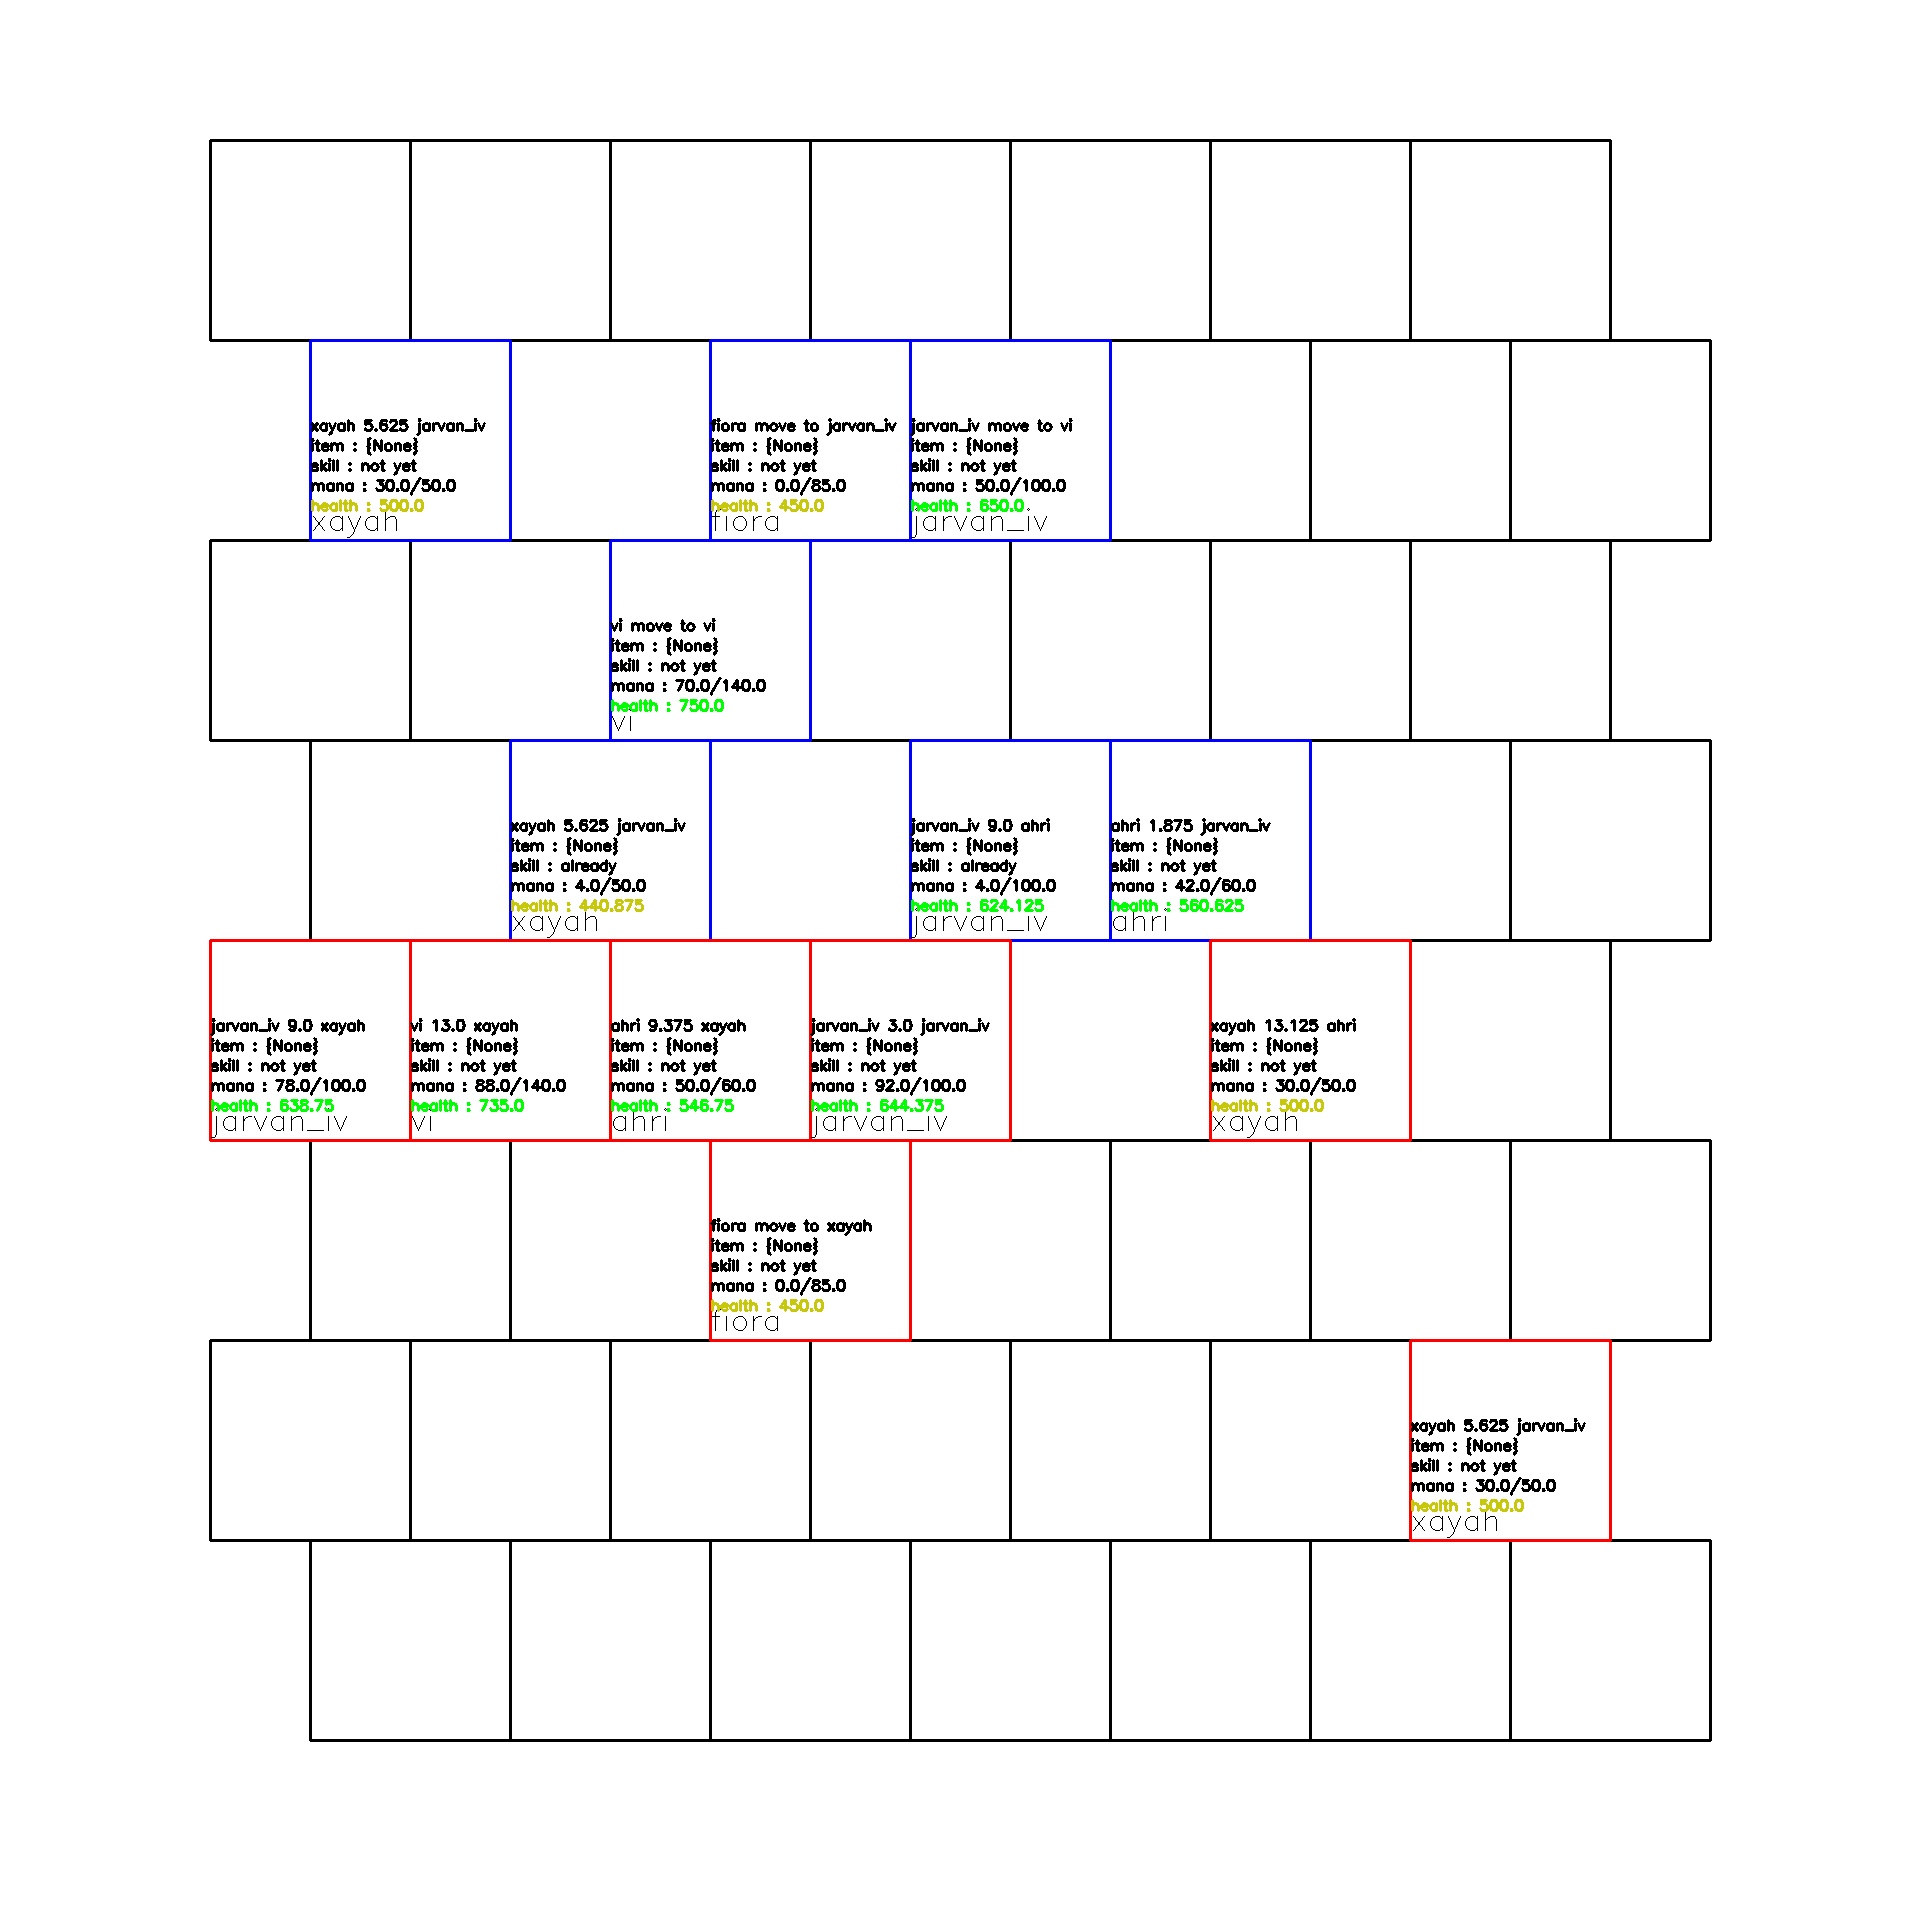 xayah 5.625 jarvan_iv
item : {None}
skill : not yet
mana : 30.0/50.0
health : 500.0
xayah
fiora move to jarvan_iv
item : {None}
skill : not yet
mana : 0.0/85.0
health : 450.0
fiora
jarvan_iv move to vi
item : {None}
skill : not yet
mana : 50.0/100.0
health : 650.0
jarvan_iv
vi move to vi
item : {None}
skill : not yet
mana : 70.0/140.0
health : 750.0
vi
xayah 5.625 jarvan_iv
item : {None}
skill : already
mana : 4.0/50.0
health : 440.875
xayah
jarvan_iv 9.0 ahri
item : {None}
skill : already
mana : 4.0/100.0
health : 624.125
jarvan_iv
ahri 1.875 jarvan_iv
item : {None}
skill : not yet
mana : 42.0/60.0
health : 560.625
ahri
jarvan_iv 9.0 xayah
item : {None}
skill : not yet
mana : 78.0/100.0
health : 638.75
jarvan_iv
vi 13.0 xayah
item : {None}
skill : not yet
mana : 88.0/140.0
health : 735.0
vi
ahri 9.375 xayah
item : {None}
skill : not yet
mana : 50.0/60.0
health : 546.75
ahri
jarvan_iv 3.0 jarvan_iv
item : {None}
skill : not yet
mana : 92.0/100.0
health : 644.375
jarvan_iv
xayah 13.125 ahri
item : {None}
skill : not yet
mana : 30.0/50.0
health : 500.0
xayah
fiora move to xayah
item : {None}
skill : not yet
mana : 0.0/85.0
health : 450.0
fiora
xayah 5.625 jarvan_iv
item : {None}
skill : not yet
mana : 30.0/50.0
health : 500.0
xayah